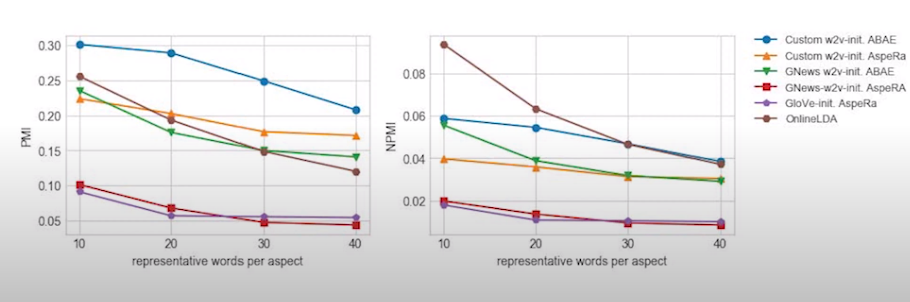 PMI
0.30
0.25
0.20
0.15
0.10
0.05
10 20 30 40
representative words per aspect
NPMI
0.08
0.06
0.04
0.02
10 20 30 40
representative words per aspect
Custom w2v-init. ABAE
Custom w2v-init. AspeRa
GNews w2v-init. ABAE
GNews-w2v-init. AspeRA
GloVe-init. AspeRa
OnlineLDA